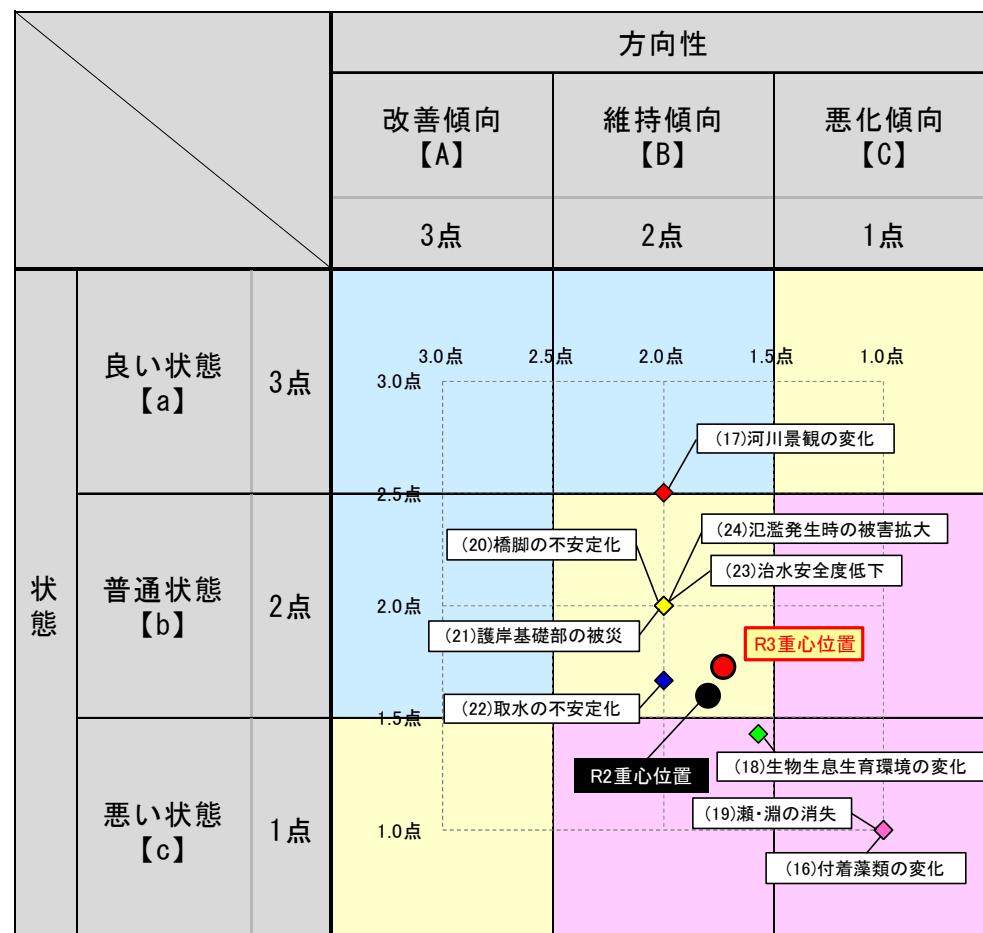 方向性
改善傾向
【A】
維持傾向
【B】
悪化傾向
【C】
3点
2点
1点
状
態
良い状態
【a】
3点
普通状態
【b】
2点
悪い状態
【c】
1点
3.0点
2.5点
2.0点
1.5点
1.0点
3.0点
2.5点
2.0点
1.5点
1.0点
(17)河川景観の変化
(24)氾濫発生時の被害拡大
(20)橋脚の不安定化
(23)治水安全度低下
(21)護岸基礎部の被災
R3重心位置
(22)取水の不安定化
R2重心位置
(18)生物生息生育環境の変化
(19)瀬・淵の消失
(16)付着藻類の変化